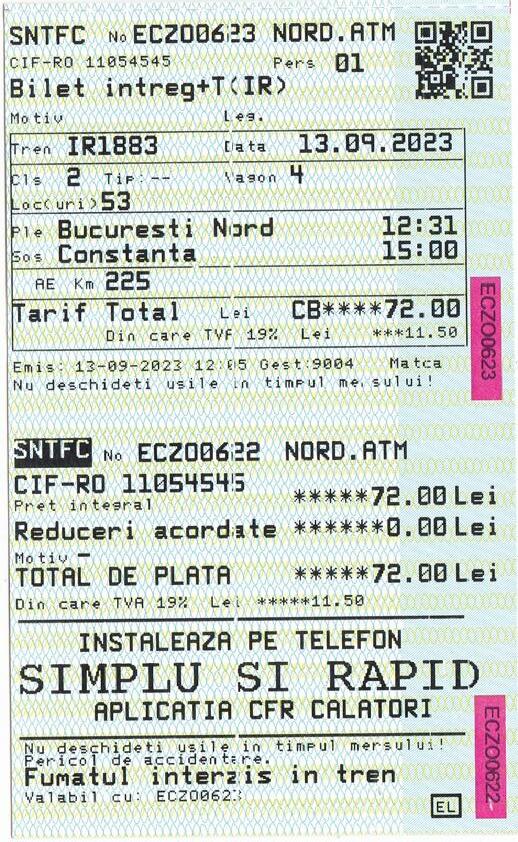 SNTFC No ECZO0623 NORD.ATM
CIF-RO 11054545 Pers 01
Bilet intreg+T(IR)
Motiv Leg.
Tren IR1883 Data 13.09.2023
Cls 2 Tip:-- Vagon 4
Loc(uri) 53
Ple Bucuresti Nord 12:31
Sos Constanta 15:00
AE Km 225
Tarif Total Lei CB****72.00
Din care TVA 19% Lei ***11.50
Emis: 13-09-2023 12:05 Gest:9004 Matca
Nu deschideti usile in timpul mersului!
ECZO0623
SNTFC No ECZO0622 NORD.ATM
CIF-RO 11054545
Pret integral *****72.00 Lei
Reduceri acordate ******0.00 Lei
Motiv –
TOTAL DE PLATA *****72.00 Lei
Din care TVA 19% Lei *****11.50
INSTALEAZA PE TELEFON
SIMPLU SI RAPID
APLICATIA CFR CALATORI
Nu deschideti usile in timpul mersului!
Pericol de accidentare.
Fumatul interzis in tren
Valabil cu: ECZO0623
EL
ECZO0622